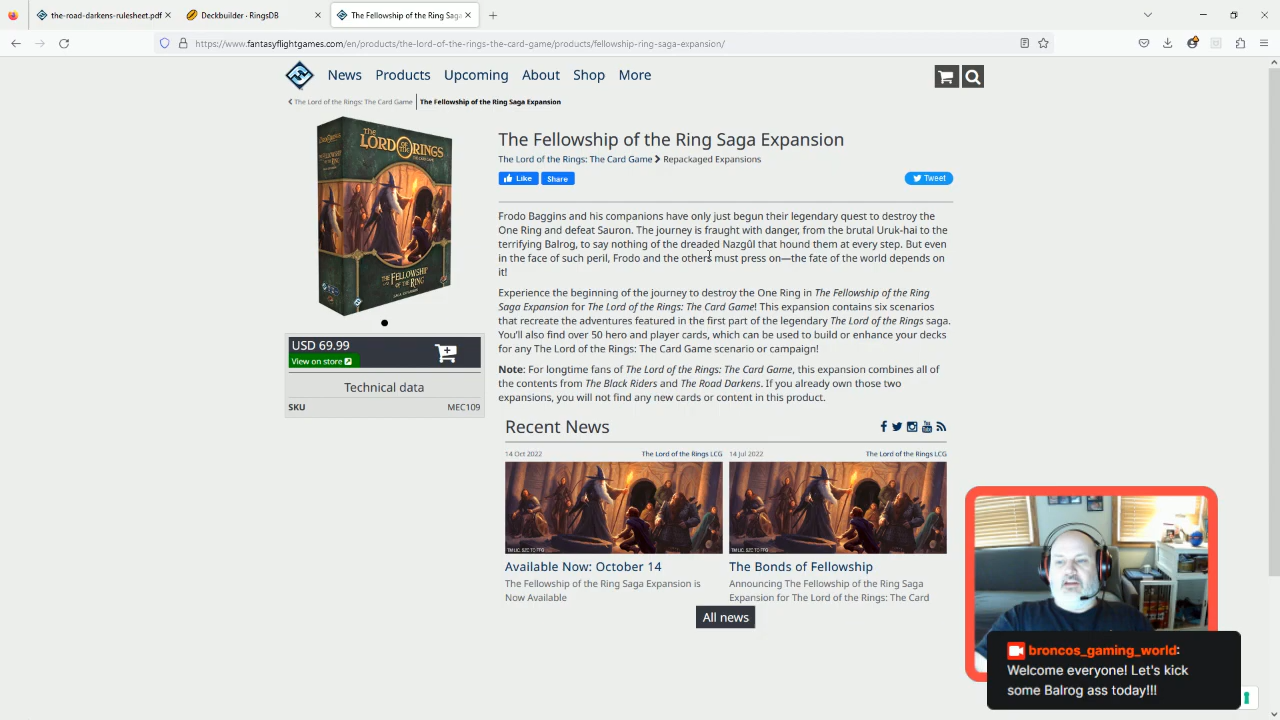 the-road-darkens-rulesheet.pdf
Deckbuilder · RingsDB
The Fellowship of the Ring Saga
https://www.fantasyflightgames.com/en/products/the-lord-of-the-rings-the-card-game/products/fellowship-ring-saga-expansion/
News Products Upcoming About Shop More
The Lord of the Rings: The Card Game The Fellowship of the Ring Saga Expansion
THE LORD OF THE RINGS
THE CARD GAME
THE FELLOWSHIP OF THE RING
SAGA EXPANSION
USD 69.99
View on store
Technical data
SKU MEC109
The Fellowship of the Ring Saga Expansion
The Lord of the Rings: The Card Game Repackaged Expansions
Like Share Tweet
Frodo Baggins and his companions have only just begun their legendary quest to destroy the
One Ring and defeat Sauron. The journey is fraught with danger, from the brutal Uruk-hai to the
terrifying Balrog, to say nothing of the dreaded Nazgûl that hound them at every step. But even
in the face of such peril, Frodo and the others must press on—the fate of the world depends on
it!
Experience the beginning of the journey to destroy the One Ring in The Fellowship of the Ring
Saga Expansion for The Lord of the Rings: The Card Game! This expansion contains six scenarios
that recreate the adventures featured in the first part of the legendary The Lord of the Rings saga.
You'll also find over 50 hero and player cards, which can be used to build or enhance your decks
for any The Lord of the Rings: The Card Game scenario or campaign!
Note: For longtime fans of The Lord of the Rings: The Card Game, this expansion combines all of
the contents from The Black Riders and The Road Darkens. If you already own those two
expansions, you will not find any new cards or content in this product.
Recent News
14 Oct 2022 The Lord of the Rings LCG
Available Now: October 14
The Fellowship of the Ring Saga Expansion is
Now Available
14 Jul 2022 The Lord of the Rings LCG
The Bonds of Fellowship
Announcing The Fellowship of the Ring Saga
Expansion for The Lord of the Rings: The Card
All news
broncos_gaming_world:
Welcome everyone! Let's kick
some Balrog ass today!!!